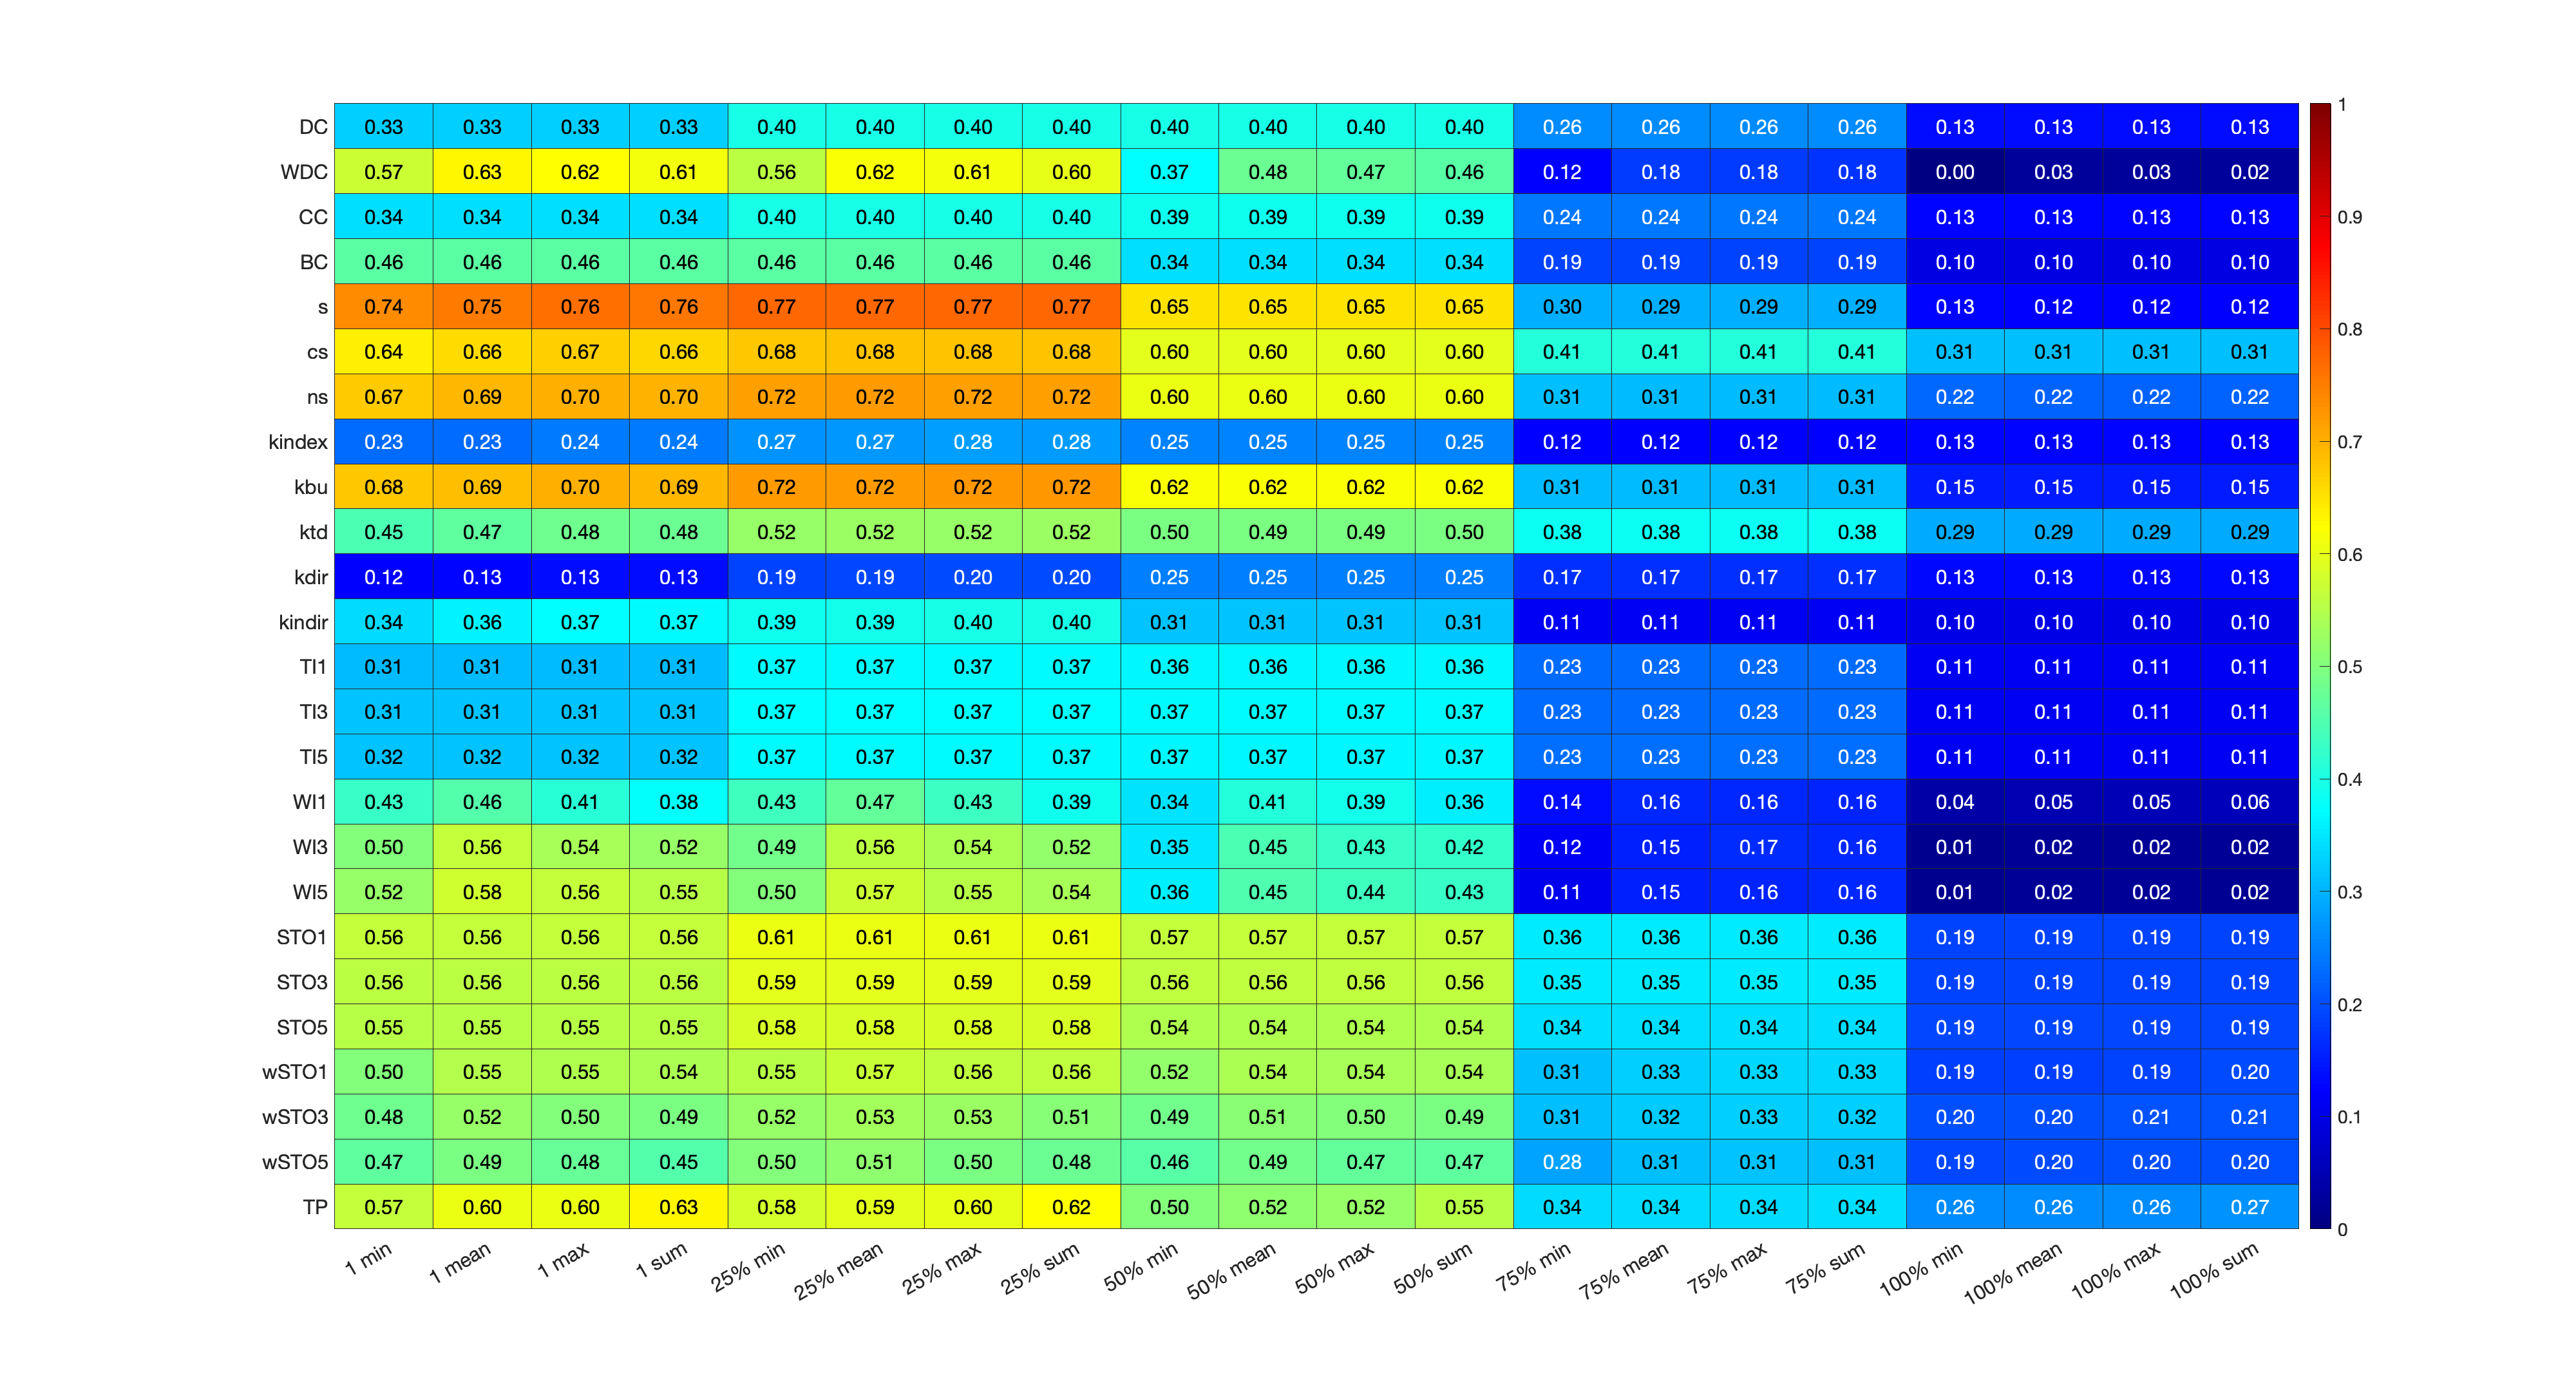 1
DC 0.33 0.33 0.33 0.33 0.40 0.40 0.40 0.40 0.40 0.40 0.40 0.40 0.26 0.26 0.26 0.26 0.13 0.13 0.13 0.13
WDC 0.57 0.63 0.62 0.61 0.56 0.62 0.61 0.60 0.37 0.48 0.47 0.46 0.12 0.18 0.18 0.18 0.00 0.03 0.03 0.02
CC 0.34 0.34 0.34 0.34 0.40 0.40 0.40 0.40 0.39 0.39 0.39 0.39 0.24 0.24 0.24 0.24 0.13 0.13 0.13 0.13 0.9
BC 0.46 0.46 0.46 0.46 0.46 0.46 0.46 0.46 0.34 0.34 0.34 0.34 0.19 0.19 0.19 0.19 0.10 0.10 0.10 0.10
s 0.74 0.75 0.76 0.76 0.77 0.77 0.77 0.77 0.65 0.65 0.65 0.65 0.30 0.29 0.29 0.29 0.13 0.12 0.12 0.12
0.8
cs 0.64 0.66 0.67 0.66 0.68 0.68 0.68 0.68 0.60 0.60 0.60 0.60 0.41 0.41 0.41 0.41 0.31 0.31 0.31 0.31
ns 0.67 0.69 0.70 0.70 0.72 0.72 0.72 0.72 0.60 0.60 0.60 0.60 0.31 0.31 0.31 0.31 0.22 0.22 0.22 0.22
kindex 0.23 0.23 0.24 0.24 0.27 0.27 0.28 0.28 0.25 0.25 0.25 0.25 0.12 0.12 0.12 0.12 0.13 0.13 0.13 0.13 0.7
kbu 0.68 0.69 0.70 0.69 0.72 0.72 0.72 0.72 0.62 0.62 0.62 0.62 0.31 0.31 0.31 0.31 0.15 0.15 0.15 0.15
ktd 0.45 0.47 0.48 0.48 0.52 0.52 0.52 0.52 0.50 0.49 0.49 0.50 0.38 0.38 0.38 0.38 0.29 0.29 0.29 0.29
0.6
kdir 0.12 0.13 0.13 0.13 0.19 0.19 0.20 0.20 0.25 0.25 0.25 0.25 0.17 0.17 0.17 0.17 0.13 0.13 0.13 0.13
kindir 0.34 0.36 0.37 0.37 0.39 0.39 0.40 0.40 0.31 0.31 0.31 0.31 0.11 0.11 0.11 0.11 0.10 0.10 0.10 0.10
TI1 0.31 0.31 0.31 0.31 0.37 0.37 0.37 0.37 0.36 0.36 0.36 0.36 0.23 0.23 0.23 0.23 0.11 0.11 0.11 0.11 0.5
TI3 0.31 0.31 0.31 0.31 0.37 0.37 0.37 0.37 0.37 0.37 0.37 0.37 0.23 0.23 0.23 0.23 0.11 0.11 0.11 0.11
TI5 0.32 0.32 0.32 0.32 0.37 0.37 0.37 0.37 0.37 0.37 0.37 0.37 0.23 0.23 0.23 0.23 0.11 0.11 0.11 0.11
0.4
WI1 0.43 0.46 0.41 0.38 0.43 0.47 0.43 0.39 0.34 0.41 0.39 0.36 0.14 0.16 0.16 0.16 0.04 0.05 0.05 0.06
WI3 0.50 0.56 0.54 0.52 0.49 0.56 0.54 0.52 0.35 0.45 0.43 0.42 0.12 0.15 0.17 0.16 0.01 0.02 0.02 0.02
WI5 0.52 0.58 0.56 0.55 0.50 0.57 0.55 0.54 0.36 0.45 0.44 0.43 0.11 0.15 0.16 0.16 0.01 0.02 0.02 0.02 0.3
STO1 0.56 0.56 0.56 0.56 0.61 0.61 0.61 0.61 0.57 0.57 0.57 0.57 0.36 0.36 0.36 0.36 0.19 0.19 0.19 0.19
STO3 0.56 0.56 0.56 0.56 0.59 0.59 0.59 0.59 0.56 0.56 0.56 0.56 0.35 0.35 0.35 0.35 0.19 0.19 0.19 0.19
0.2
STO5 0.55 0.55 0.55 0.55 0.58 0.58 0.58 0.58 0.54 0.54 0.54 0.54 0.34 0.34 0.34 0.34 0.19 0.19 0.19 0.19
wSTO1 0.50 0.55 0.55 0.54 0.55 0.57 0.56 0.56 0.52 0.54 0.54 0.54 0.31 0.33 0.33 0.33 0.19 0.19 0.19 0.20
wSTO3 0.48 0.52 0.50 0.49 0.52 0.53 0.53 0.51 0.49 0.51 0.50 0.49 0.31 0.32 0.33 0.32 0.20 0.20 0.21 0.21 0.1
wSTO5 0.47 0.49 0.48 0.45 0.50 0.51 0.50 0.48 0.46 0.49 0.47 0.47 0.28 0.31 0.31 0.31 0.19 0.20 0.20 0.20
TP 0.57 0.60 0.60 0.63 0.58 0.59 0.60 0.62 0.50 0.52 0.52 0.55 0.34 0.34 0.34 0.34 0.26 0.26 0.26 0.27
0
1 min 1 mean 1 max 1 sum 25% min 25% mean 25% max 25% sum 50% min 50% mean 50% max 50% sum 75% min 75% mean 75% max 75% sum 100% min 100% mean 100% max 100% sum